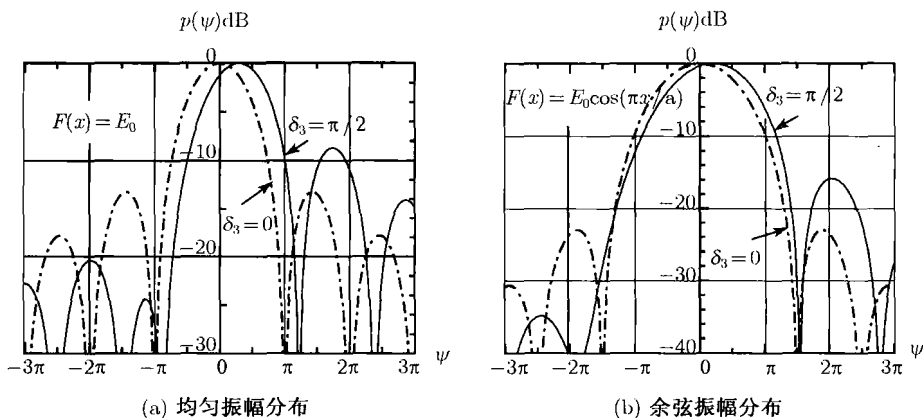 p(ψ)dB
0
F(x)=E₀
δ₃=π/2
−10
δ₃=0
−20
−30
−3π −2π −π 0 π 2π 3π ψ
(a) 均匀振幅分布
p(ψ)dB
0
F(x)=E₀cos(πx/a)
δ₃=π/2
−10
−20
δ₃=0
−30
−40
−3π −2π −π 0 π 2π 3π ψ
(b) 余弦振幅分布